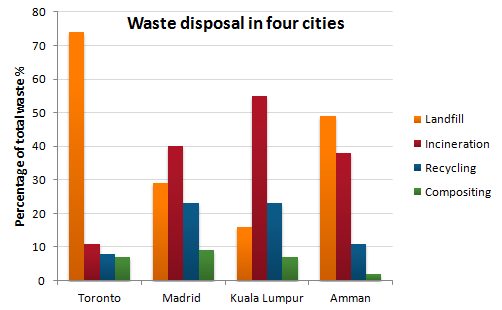 Waste disposal in four cities
Percentage of total waste %
80
70
60
50
40
30
20
10
0
Toronto
Madrid
Kuala Lumpur
Amman
Landfill
Incineration
Recycling
Compositing